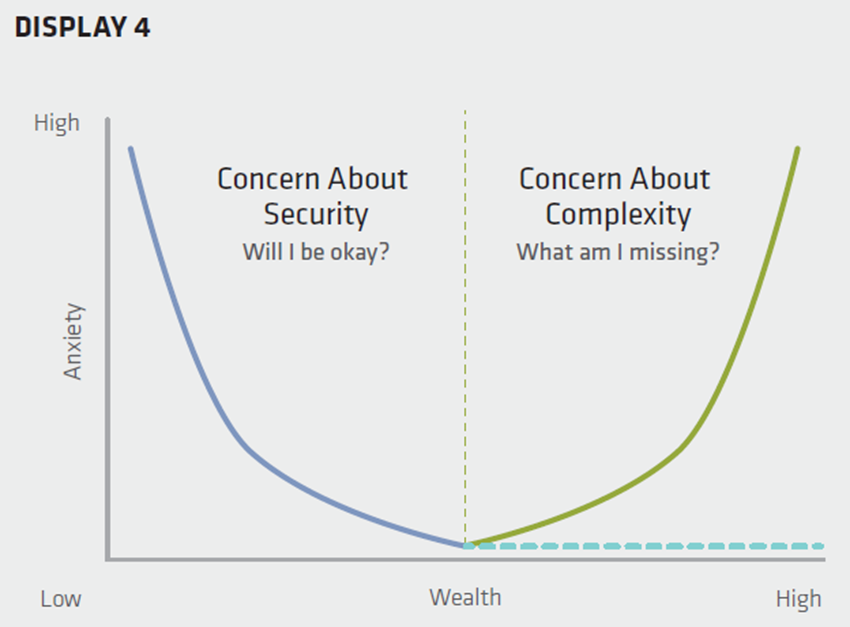 DISPLAY 4
High
Concern About
Security
Will I be okay?
Concern About
Complexity
What am I missing?
Anxiety
Low
Wealth
High